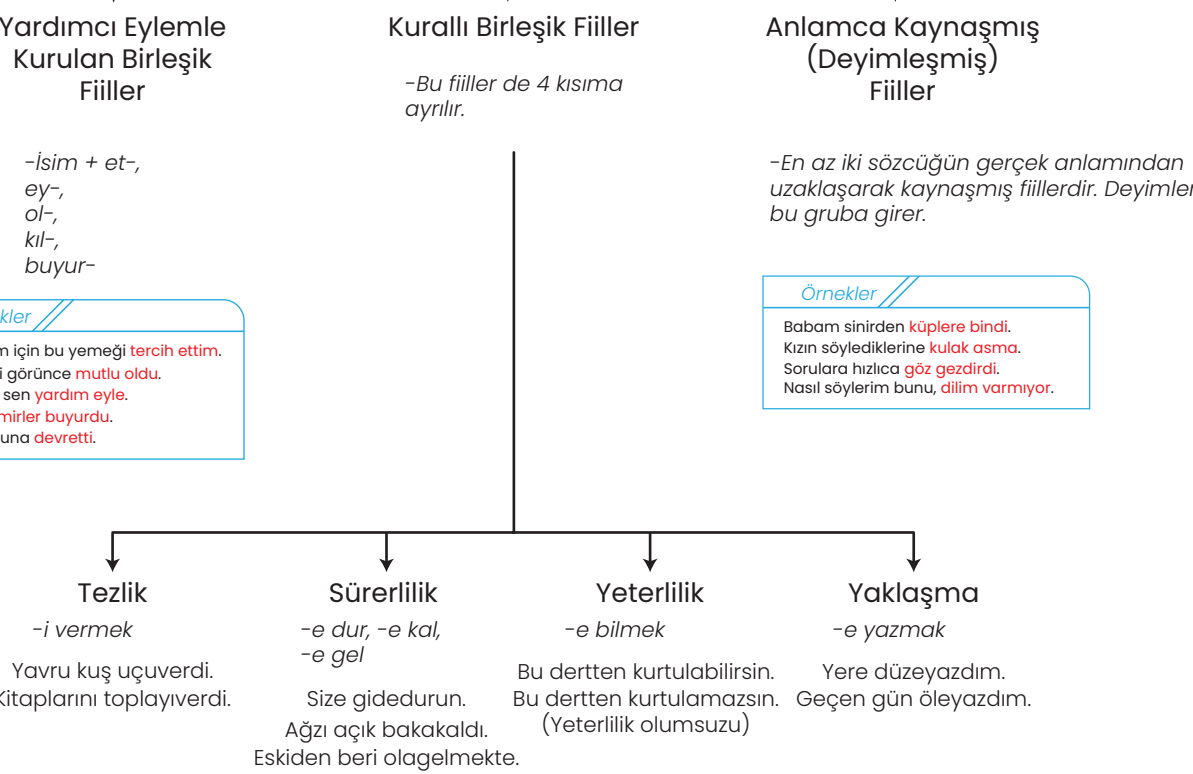 Yardımcı Eylemle
Kurulan Birleşik
Fiiller
-İsim + et-,
ey-,
ol-,
kıl-,
buyur-
için bu yemeği tercih ettim.
görünce mutlu oldu.
sen yardım eyle.
buyurdu.
devretti.
Kurallı Birleşik Fiiller
-Bu fiiller de 4 kısıma
ayrılır.
Anlamca Kaynaşmış
(Deyimleşmiş)
Fiiller
-En az iki sözcüğün gerçek anlamından
uzaklaşarak kaynaşmış fiillerdir. Deyimler
bu gruba girer.
Örnekler
Babam sinirden küplere bindi.
Kızın söylediklerine kulak asma.
Sorulara hızlıca göz gezdirdi.
Nasıl söylerim bunu, dilim varmıyor.
Tezlik
-i vermek
Yavru kuş uçuverdi.
Kitaplarını toplayıverdi.
Sürerlilik
-e dur, -e kal,
-e gel
Size gidedurun.
Ağzı açık bakakaldı.
Eskiden beri olagelmekte.
Yeterlilik
-e bilmek
Bu dertten kurtulabilirsin.
Bu dertten kurtulamazsın.
(Yeterlilik olumsuzu)
Yaklaşma
-e yazmak
Yere düzeyazdım.
Geçen gün öleyazdım.